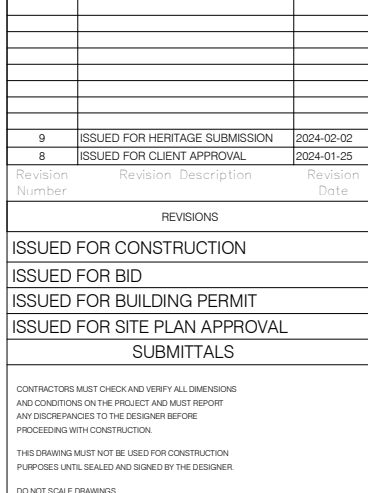 9 ISSUED FOR HERITAGE SUBMISSION 2024-02-02
8 ISSUED FOR CLIENT APPROVAL 2024-01-25
Revision Number Revision Description Revision Date
REVISIONS
ISSUED FOR CONSTRUCTION
ISSUED FOR BID
ISSUED FOR BUILDING PERMIT
ISSUED FOR SITE PLAN APPROVAL
SUBMITTALS
CONTRACTORS MUST CHECK AND VERIFY ALL DIMENSIONS
AND CONDITIONS ON THE PROJECT AND MUST REPORT
ANY DISCREPANCIES TO THE DESIGNER BEFORE
PROCEEDING WITH CONSTRUCTION.
THIS DRAWING MUST NOT BE USED FOR CONSTRUCTION
PURPOSES UNTIL SEALED AND SIGNED BY THE DESIGNER.
DO NOT SCALE DRAWINGS